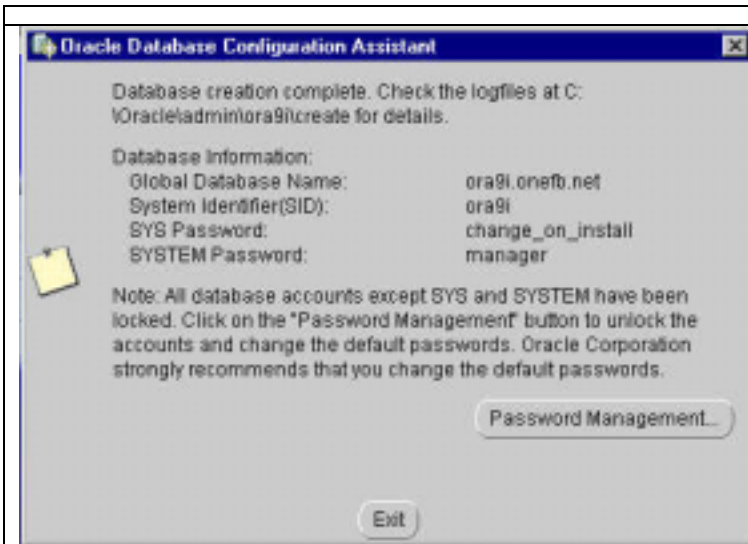 Oracle Database Configuration Assistant
Database creation complete. Check the logfiles at C:
\Oracle\admin\ora9i\create for details.
Database Information:
Global Database Name: ora9i.onefb.net
System Identifier(SID): ora9i
SYS Password: change_on_install
SYSTEM Password: manager
Note: All database accounts except SYS and SYSTEM have been
locked. Click on the "Password Management" button to unlock the
accounts and change the default passwords. Oracle Corporation
strongly recommends that you change the default passwords.
Password Management...
Exit